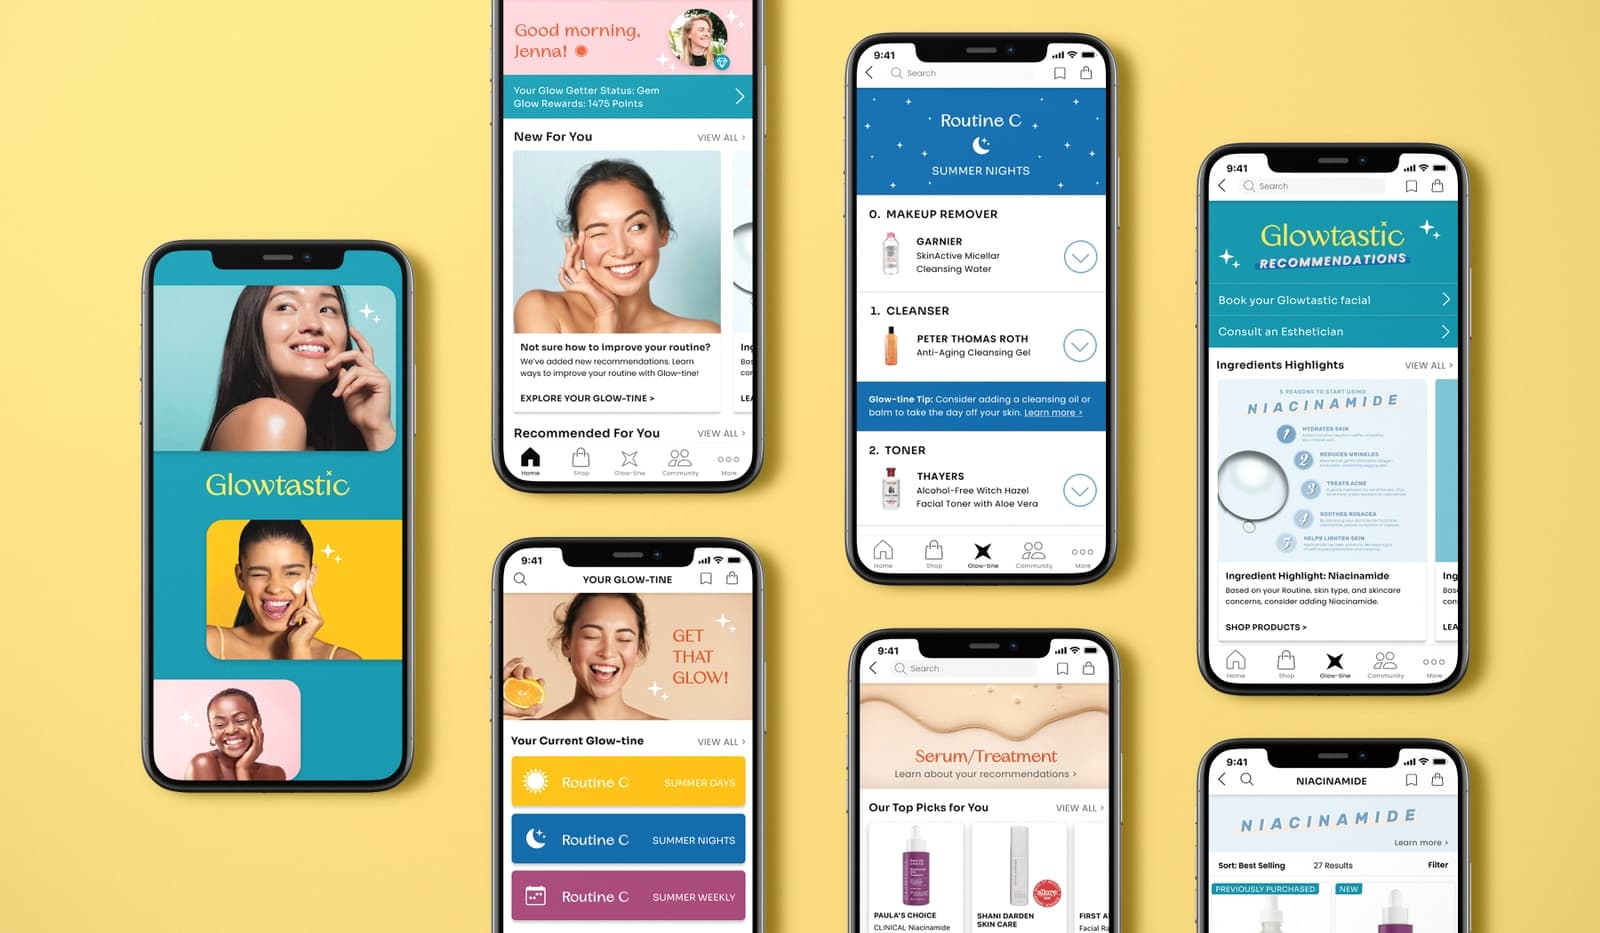 Glowtastic
Good morning,
Jenna!
Your Glow Getter Status: Gem
Glow Rewards: 1475 Points
New For You
VIEW ALL >
Not sure how to improve your routine?
We've added new recommendations. Learn
ways to improve your routine with Glow-tine!
EXPLORE YOUR GLOW-TINE >
Ing
Bas
LEA
Recommended For You
VIEW ALL >
Home
Shop
Glow-tine
Community
More
9:41
YOUR GLOW-TINE
GET
THAT
GLOW!
Your Current Glow-tine
VIEW ALL >
Routine C
SUMMER DAYS
Routine C
SUMMER NIGHTS
Routine C
SUMMER WEEKLY
9:41
Search
Routine C
SUMMER NIGHTS
0. MAKEUP REMOVER
GARNIER
SkinActive Micellar
Cleansing Water
1. CLEANSER
PETER THOMAS ROTH
Anti-Aging Cleansing Gel
Glow-tine Tip: Consider adding a cleansing oil or
balm to take the day off your skin. Learn more >
2. TONER
THAYERS
Alcohol-Free Witch Hazel
Facial Toner with Aloe Vera
Home
Shop
Glow-tine
Community
More
9:41
Search
Serum/Treatment
Learn about your recommendations >
Our Top Picks for You
VIEW ALL >
allure
PAULA'S CHOICE
CLINICAL Niacinamide
SHANI DARDEN
SKIN CARE
FIRST A
Facial Ra
9:41
Search
Glowtastic
RECOMMENDATIONS
Book your Glowtastic facial
Consult an Esthetician
Ingredients Highlights
VIEW ALL >
5 REASONS TO START USING
NIACINAMIDE
1
HYDRATES SKIN
2
REDUCES WRINKLES
3
TREATS ACNE
4
SOOTHES ROSACEA
5
HELPS LIGHTEN SKIN
Ingredient Highlight: Niacinamide
Based on your Routine, skin type, and skincare
concerns, consider adding Niacinamide.
SHOP PRODUCTS >
Ing
Bas
con
LEA
Home
Shop
Glow-tine
Community
More
9:41
NIACINAMIDE
NIACINAMIDE
Learn more >
Sort: Best Selling
27 Results
Filter
PREVIOUSLY PURCHASED
NEW